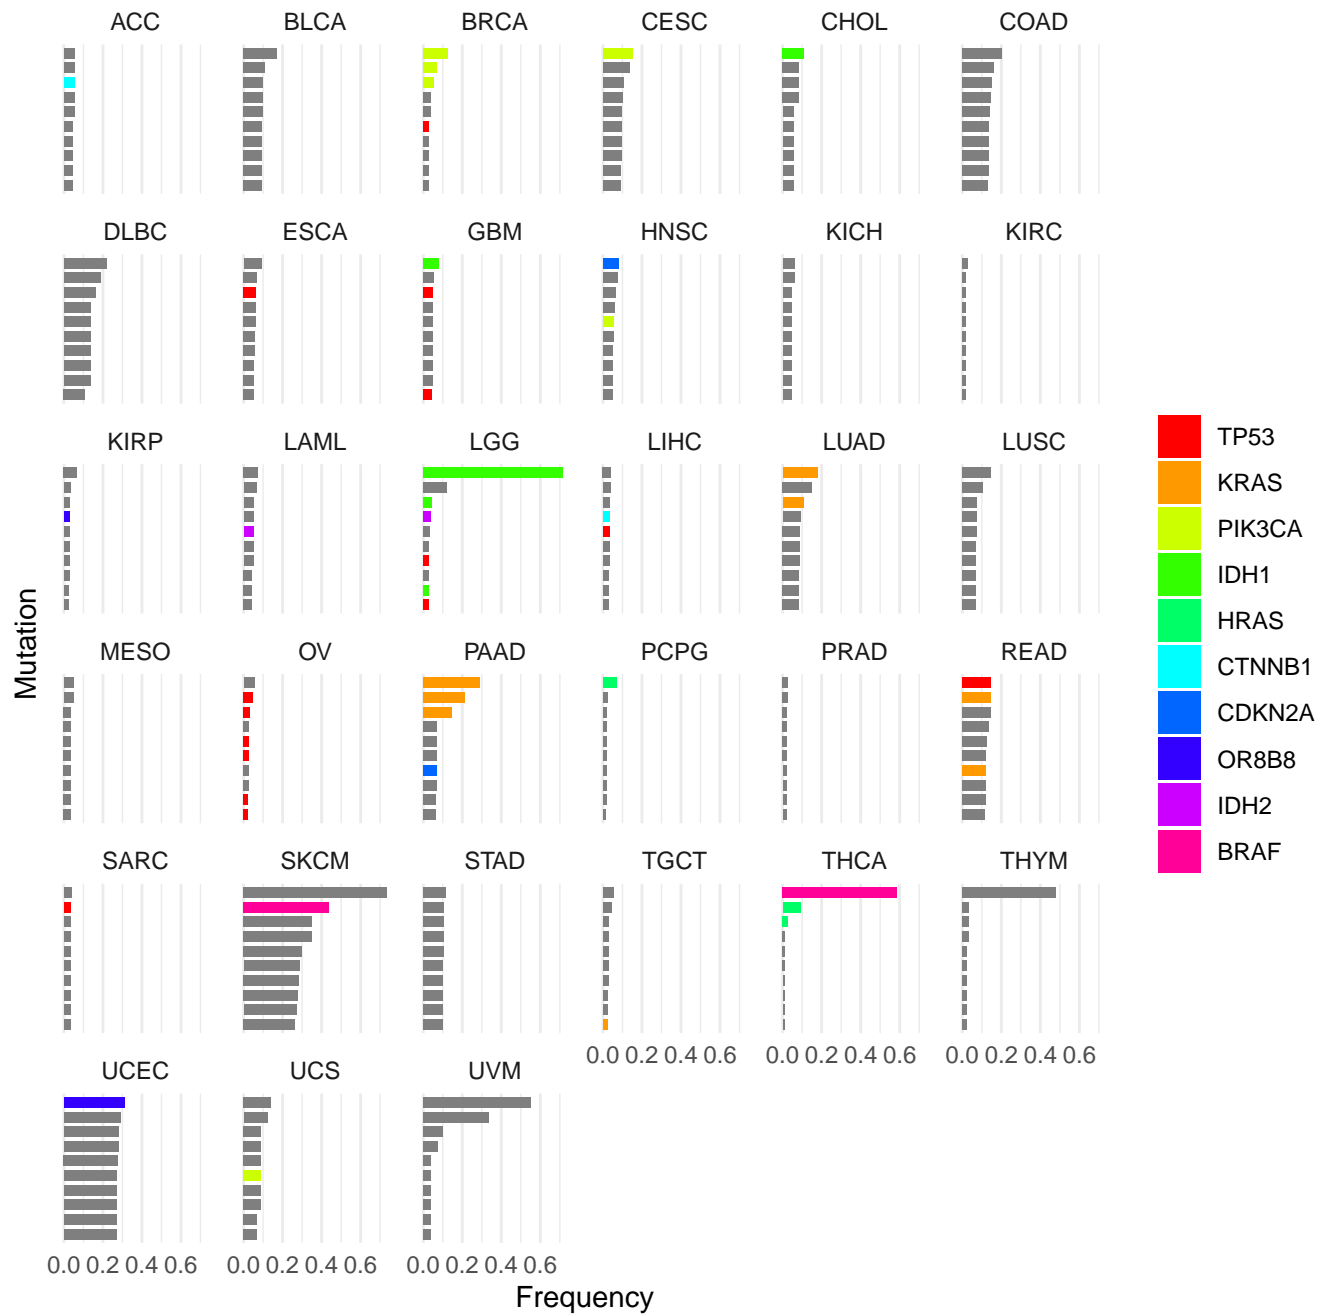 ACC BLCA BRCA CESC CHOL COAD
DLBC ESCA GBM HNSC KICH KIRC
KIRP LAML LGG LIHC LUAD LUSC
MESO OV PAAD PCPG PRAD READ
SARC SKCM STAD TGCT THCA THYM
0.0 0.2 0.4 0.6 0.0 0.2 0.4 0.6 0.0 0.2 0.4 0.6
UCEC UCS UVM
0.0 0.2 0.4 0.6 0.0 0.2 0.4 0.6 0.0 0.2 0.4 0.6
Frequency
Mutation
TP53
KRAS
PIK3CA
IDH1
HRAS
CTNNB1
CDKN2A
OR8B8
IDH2
BRAF